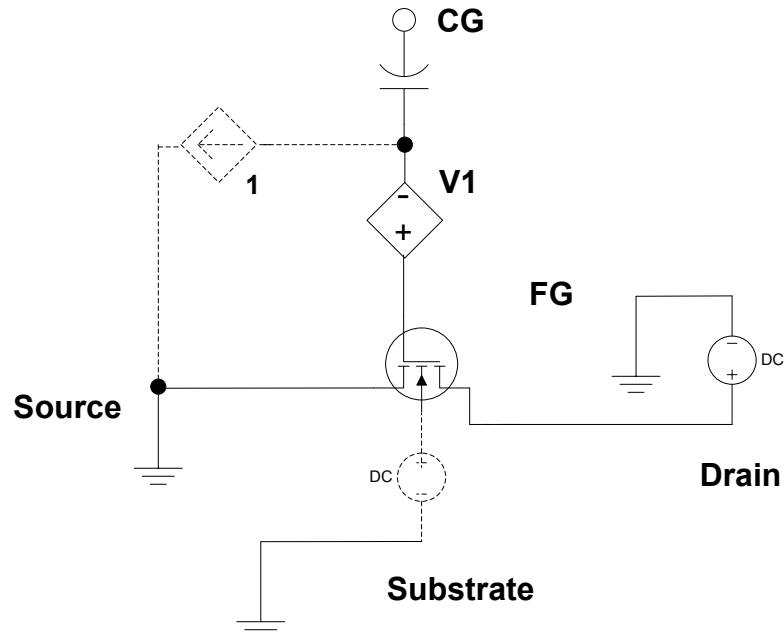 CG
1
V1
-
+
FG
-
DC
+
Source
+
DC
-
Drain
Substrate